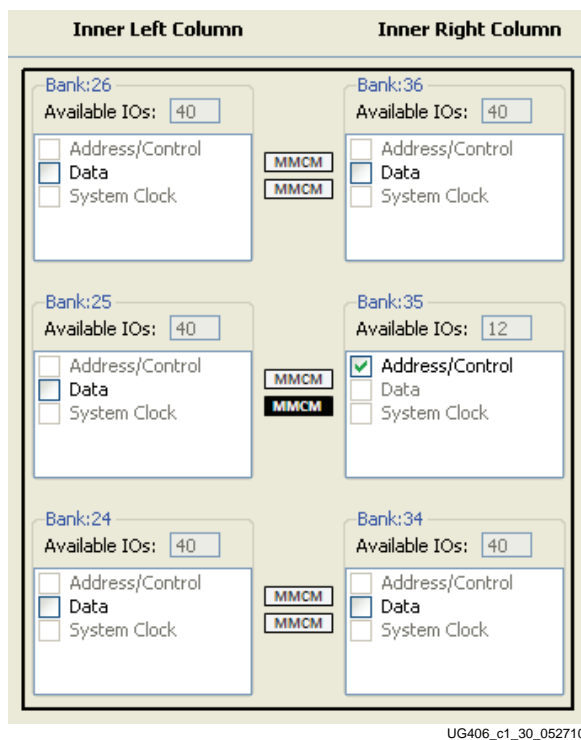 Inner Left Column
Inner Right Column
Bank:26
Available IOs: 40
Address/Control
Data
System Clock
MMCM
MMCM
Bank:36
Available IOs: 40
Address/Control
Data
System Clock
Bank:25
Available IOs: 40
Address/Control
Data
System Clock
MMCM
MMCM
Bank:35
Available IOs: 12
Address/Control
Data
System Clock
Bank:24
Available IOs: 40
Address/Control
Data
System Clock
MMCM
MMCM
Bank:34
Available IOs: 40
Address/Control
Data
System Clock
UG406_c1_30_052710